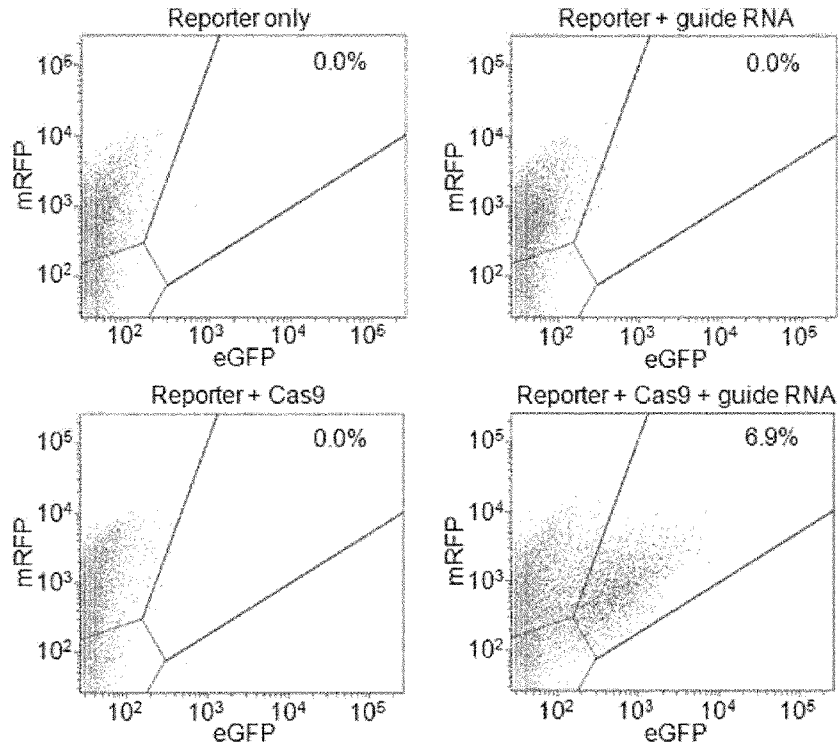 Reporter only
0.0%
10⁵
10⁴
10³
10²
mRFP
10² 10³ 10⁴ 10⁵
eGFP
Reporter + guide RNA
0.0%
10⁵
10⁴
10³
10²
mRFP
10² 10³ 10⁴ 10⁵
eGFP
Reporter + Cas9
0.0%
10⁵
10⁴
10³
10²
mRFP
10² 10³ 10⁴ 10⁵
eGFP
Reporter + Cas9 + guide RNA
6.9%
10⁵
10⁴
10³
10²
mRFP
10² 10³ 10⁴ 10⁵
eGFP